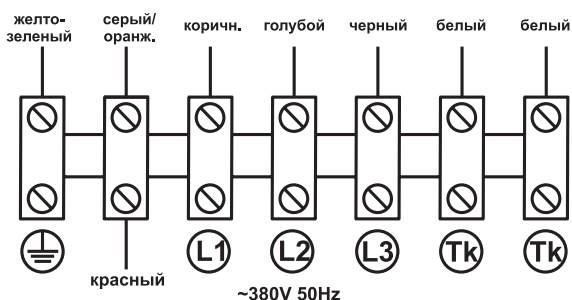 желто-
зеленый
серый/
оранж.
коричн.
голубой
черный
белый
белый
L1
L2
L3
Tk
Tk
красный
~380V 50Hz